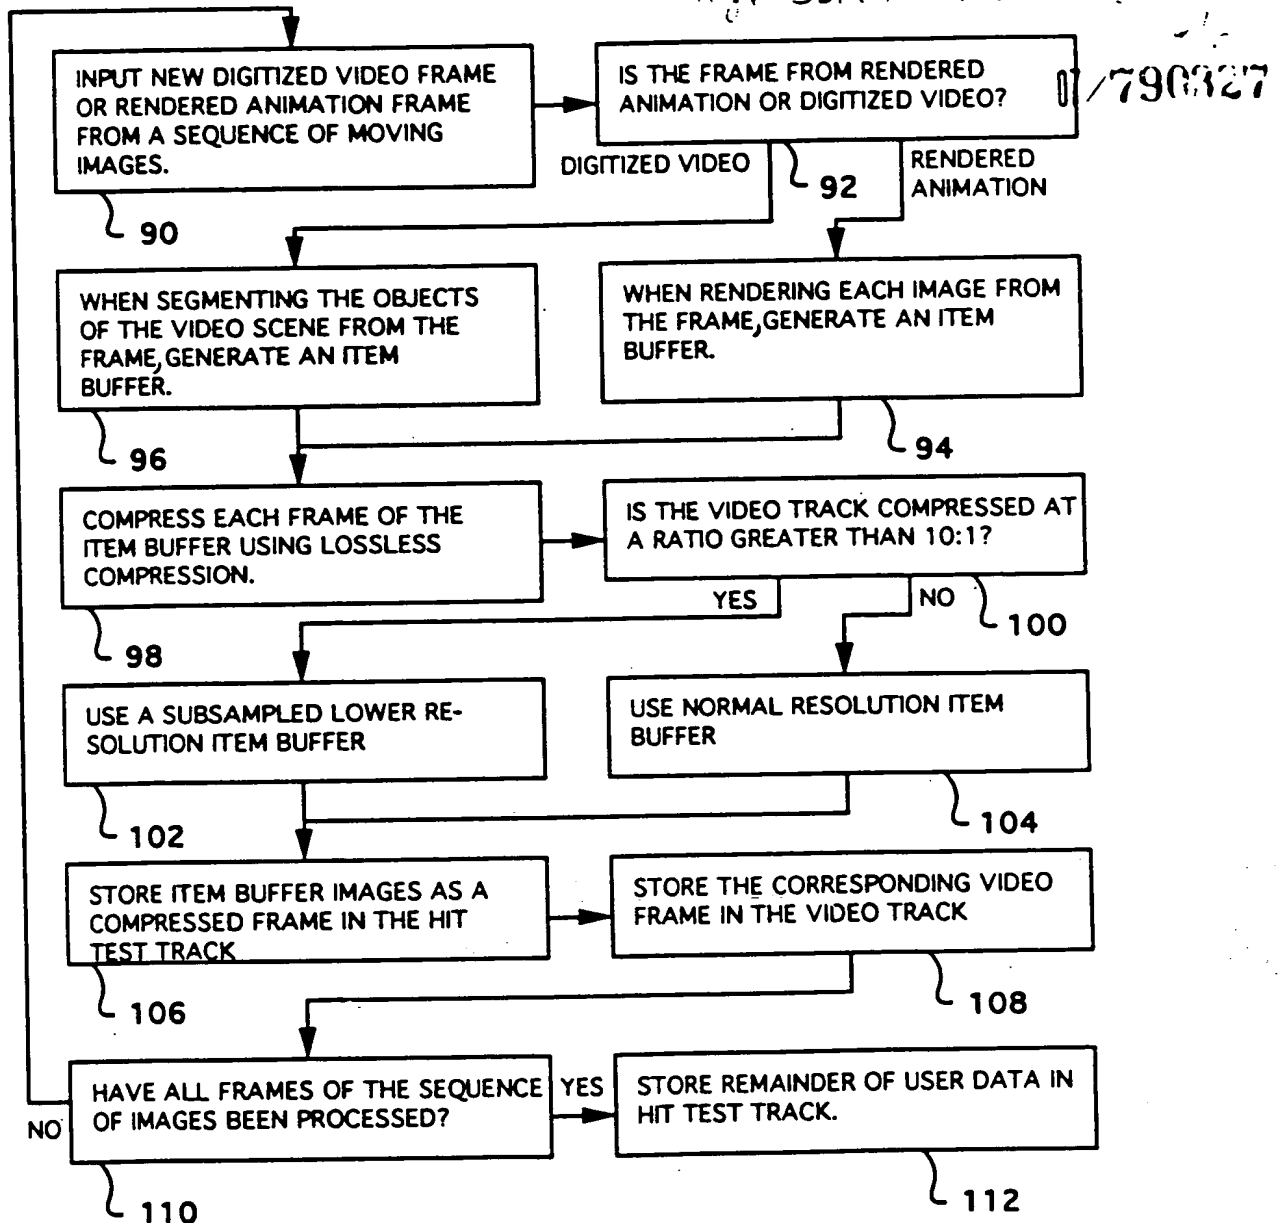 INPUT NEW DIGITIZED VIDEO FRAME
OR RENDERED ANIMATION FRAME
FROM A SEQUENCE OF MOVING
IMAGES.
90
IS THE FRAME FROM RENDERED
ANIMATION OR DIGITIZED VIDEO?
DIGITIZED VIDEO
92
RENDERED
ANIMATION
WHEN SEGMENTING THE OBJECTS
OF THE VIDEO SCENE FROM THE
FRAME, GENERATE AN ITEM
BUFFER.
96
WHEN RENDERING EACH IMAGE FROM
THE FRAME, GENERATE AN ITEM
BUFFER.
94
COMPRESS EACH FRAME OF THE
ITEM BUFFER USING LOSSLESS
COMPRESSION.
98
IS THE VIDEO TRACK COMPRESSED AT
A RATIO GREATER THAN 10:1?
YES
NO
100
USE A SUBSAMPLED LOWER RE-
SOLUTION ITEM BUFFER
102
USE NORMAL RESOLUTION ITEM
BUFFER
104
STORE ITEM BUFFER IMAGES AS A
COMPRESSED FRAME IN THE HIT
TEST TRACK
106
STORE THE CORRESPONDING VIDEO
FRAME IN THE VIDEO TRACK
108
HAVE ALL FRAMES OF THE SEQUENCE
OF IMAGES BEEN PROCESSED?
NO
YES
110
STORE REMAINDER OF USER DATA IN
HIT TEST TRACK.
112